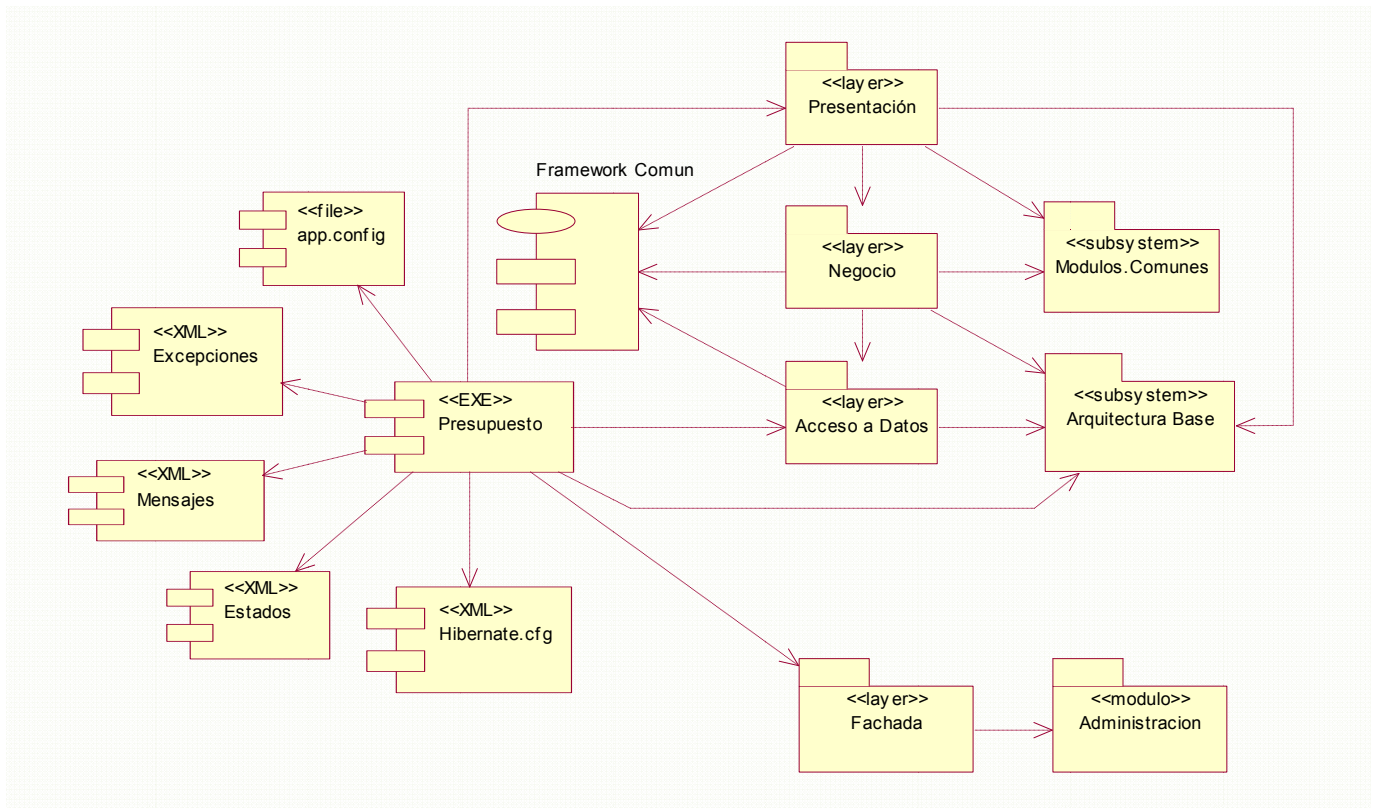 <<layer>>
Presentación
Framework Comun
<<file>>
app.config
<<layer>>
Negocio
<<subsystem>>
Modulos.Comunes
<<XML>>
Excepciones
<<EXE>>
Presupuesto
<<layer>>
Acceso a Datos
<<subsystem>>
Arquitectura Base
<<XML>>
Mensajes
<<XML>>
Estados
<<XML>>
Hibernate.cfg
<<layer>>
Fachada
<<modulo>>
Administracion